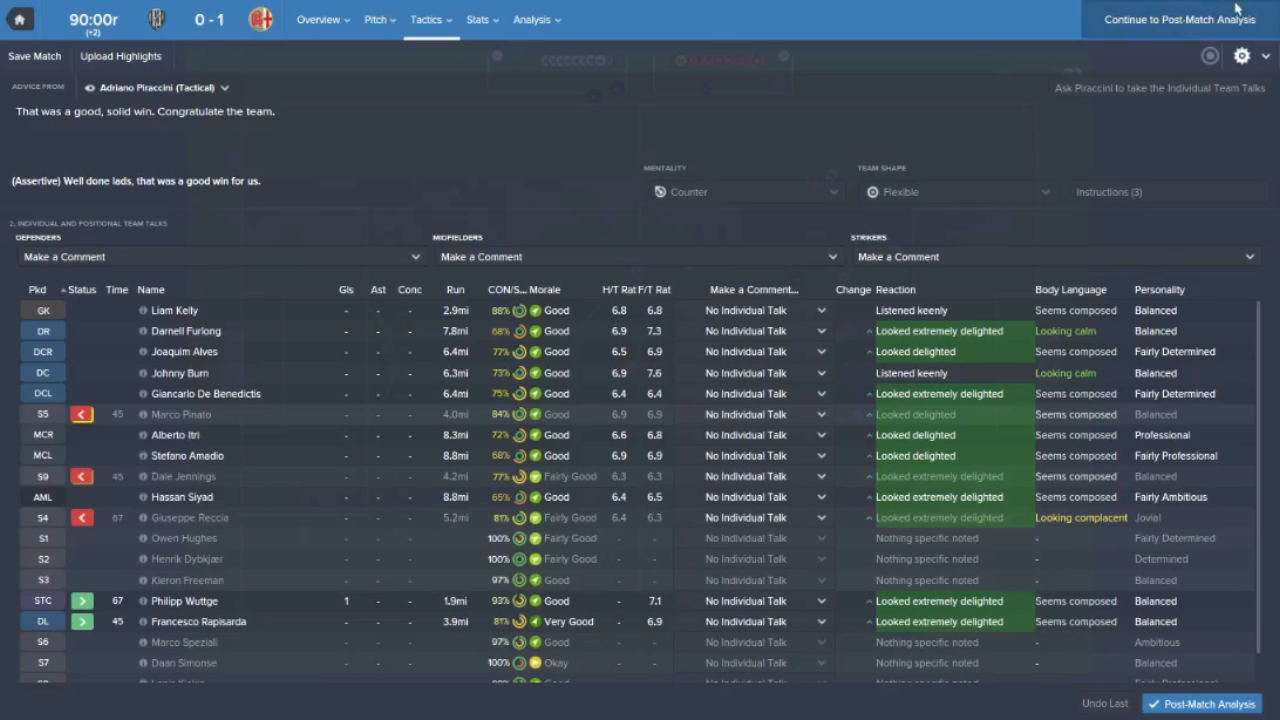 90:00r
(+2)
0 - 1
Overview Pitch Tactics Stats Analysis
Continue to Post-Match Analysis
Save Match Upload Highlights
ADVICE FROM Adriano Piraccini (Tactical)
Ask Piraccini to take the Individual Team Talks
That was a good, solid win. Congratulate the team.
MENTALITY TEAM SHAPE
(Assertive) Well done lads, that was a good win for us.
Counter Flexible Instructions (3)
2. INDIVIDUAL AND POSITIONAL TEAM TALKS
DEFENDERS MIDFIELDERS STRIKERS
Make a Comment Make a Comment Make a Comment
Pkd Status Time Name Gls Ast Conc Run CON/S... Morale H/T Rat F/T Rat Make a Comment... Change Reaction Body Language Personality
GK Liam Kelly - - - 2.9mi 88% Good 6.8 6.8 No Individual Talk Listened keenly Seems composed Balanced
DR Darnell Furlong - - - 7.8mi 68% Good 6.9 7.3 No Individual Talk Looked extremely delighted Looking calm Balanced
DCR Joaquim Alves - - - 6.4mi 77% Good 6.5 6.9 No Individual Talk Looked delighted Seems composed Fairly Determined
DC Johnny Burn - - - 6.3mi 73% Good 6.9 7.6 No Individual Talk Listened keenly Looking calm Balanced
DCL Giancarlo De Benedictis - - - 6.4mi 75% Good 6.4 6.4 No Individual Talk Looked extremely delighted Seems composed Fairly Determined
S5 45 Marco Pinato - - - 4.0mi 84% Good 6.9 6.9 No Individual Talk Looked delighted Seems composed Balanced
MCR Alberto Itri - - - 8.3mi 72% Good 6.6 6.8 No Individual Talk Looked delighted Seems composed Professional
MCL Stefano Amadio - - - 8.8mi 68% Good 6.9 6.9 No Individual Talk Looked delighted Seems composed Fairly Professional
S9 45 Dale Jennings - - - 4.2mi 77% Fairly Good 6.3 6.3 No Individual Talk Looked extremely delighted Seems composed Balanced
AML Hassan Siyad - - - 8.8mi 65% Good 6.4 6.5 No Individual Talk Looked extremely delighted Seems composed Fairly Ambitious
S4 67 Giuseppe Reccia - - - 5.2mi 81% Fairly Good 6.4 6.3 No Individual Talk Looked extremely delighted Looking complacent Jovial
S1 Owen Hughes - - - 100% Fairly Good - - No Individual Talk Nothing specific noted - Fairly Determined
S2 Henrik Dybkjær - - - 100% Fairly Good - - No Individual Talk Nothing specific noted - Determined
S3 Kieron Freeman - - - 97% Good - - No Individual Talk Nothing specific noted - Balanced
STC 67 Philipp Wuttge 1 - - 1.9mi 93% Good - 7.1 No Individual Talk Looked extremely delighted Seems composed Balanced
DL 45 Francesco Rapisarda - - - 3.9mi 81% Very Good - 6.9 No Individual Talk Looked extremely delighted Seems composed Balanced
S6 Marco Speziali - - - 97% Good - - No Individual Talk Nothing specific noted - Ambitious
S7 Daan Simonse - - - 100% Okay - - No Individual Talk Nothing specific noted - Balanced
Undo Last Post-Match Analysis